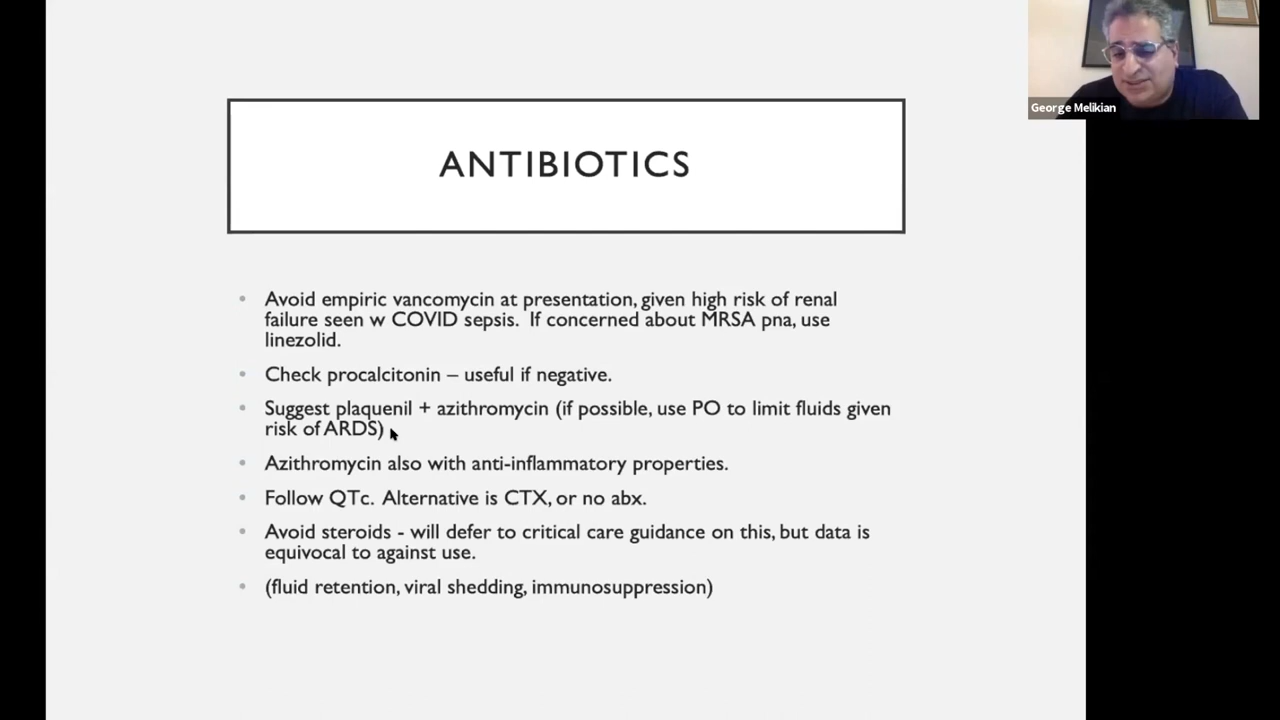 George Melikian
ANTIBIOTICS
• Avoid empiric vancomycin at presentation, given high risk of renal
failure seen w COVID sepsis. If concerned about MRSA pna, use
linezolid.
• Check procalcitonin – useful if negative.
• Suggest plaquenil + azithromycin (if possible, use PO to limit fluids given
risk of ARDS)
• Azithromycin also with anti-inflammatory properties.
• Follow QTc. Alternative is CTX, or no abx.
• Avoid steroids - will defer to critical care guidance on this, but data is
equivocal to against use.
• (fluid retention, viral shedding, immunosuppression)